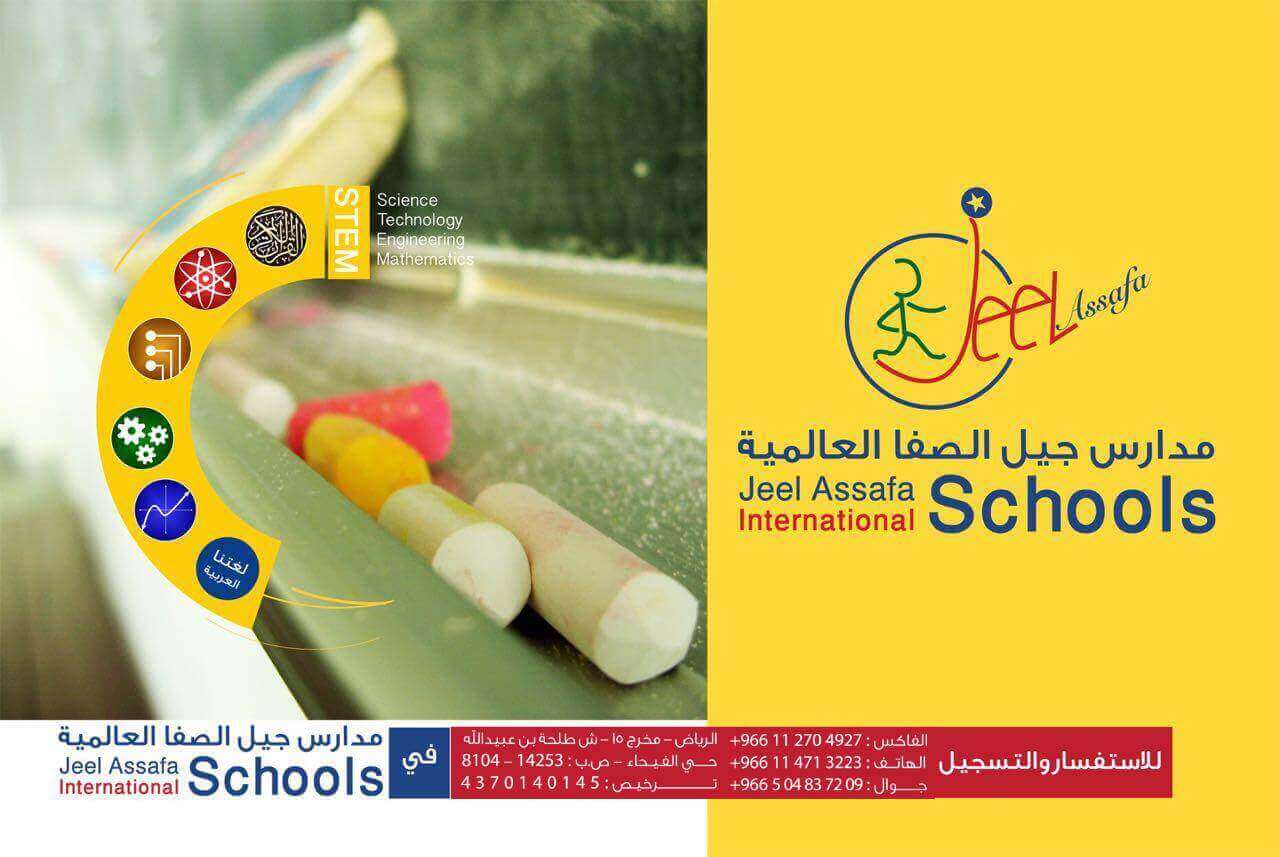 STEM
Science
Technology
Engineering
Mathematics
القرآن الكريم
لغتنا
العربية
Jeel Assafa
مدارس جيل الصفا العالمية
Jeel Assafa
International
Schools
مدارس جيل الصفا العالمية
Jeel Assafa
International
Schools
في
الرياض – مخرج ١٥ – ش طلحة بن عبيدالله
حي الفيحاء – ص.ب : 14253 – 8104
ترخيص : 4370140145
الفاكس : 4927 270 11 966+
الهاتف : 3223 471 11 966+
جوال : 09 72 83 04 5 966+
للاستفسار والتسجيل